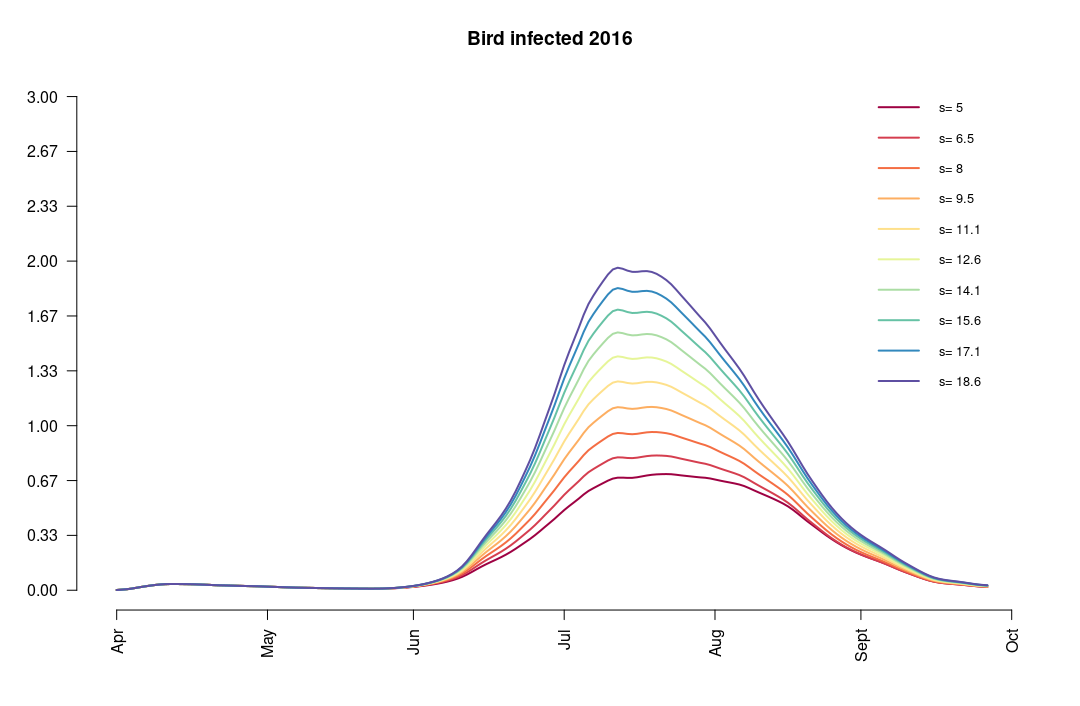 Bird infected 2016
3.00
2.67
2.33
2.00
1.67
1.33
1.00
0.67
0.33
0.00
s= 5
s= 6.5
s= 8
s= 9.5
s= 11.1
s= 12.6
s= 14.1
s= 15.6
s= 17.1
s= 18.6
Apr
May
Jun
Jul
Aug
Sept
Oct